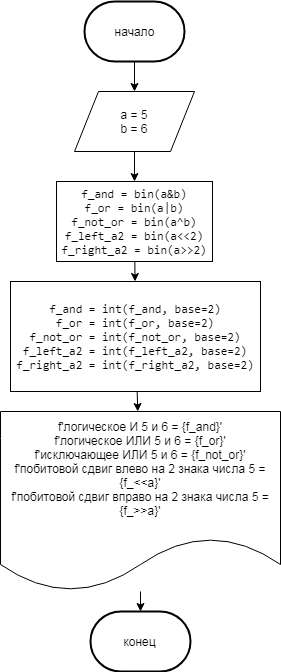 начало
a = 5
b = 6
f_and = bin(a&b)
f_or = bin(a|b)
f_not_or = bin(a^b)
f_left_a2 = bin(a<<2)
f_right_a2 = bin(a>>2)
f_and = int(f_and, base=2)
f_or = int(f_or, base=2)
f_not_or = int(f_not_or, base=2)
f_left_a2 = int(f_left_a2, base=2)
f_right_a2 = int(f_right_a2, base=2)
f'логическое И 5 и 6 = {f_and}'
f'логическое ИЛИ 5 и 6 = {f_or}'
f'исключающее ИЛИ 5 и 6 = {f_not_or}'
f'побитовой сдвиг влево на 2 знака числа 5 =
{f_<<a}'
f'побитовой сдвиг вправо на 2 знака числа 5 =
{f_>>a}'
конец